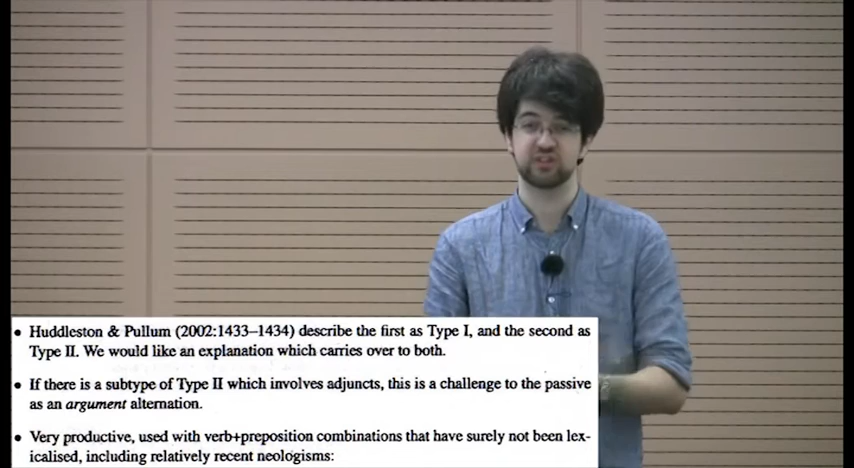 • Huddleston & Pullum (2002:1433–1434) describe the first as Type I, and the second as
Type II. We would like an explanation which carries over to both.
• If there is a subtype of Type II which involves adjuncts, this is a challenge to the passive
as an argument alternation.
• Very productive, used with verb+preposition combinations that have surely not been lex-
icalised, including relatively recent neologisms: